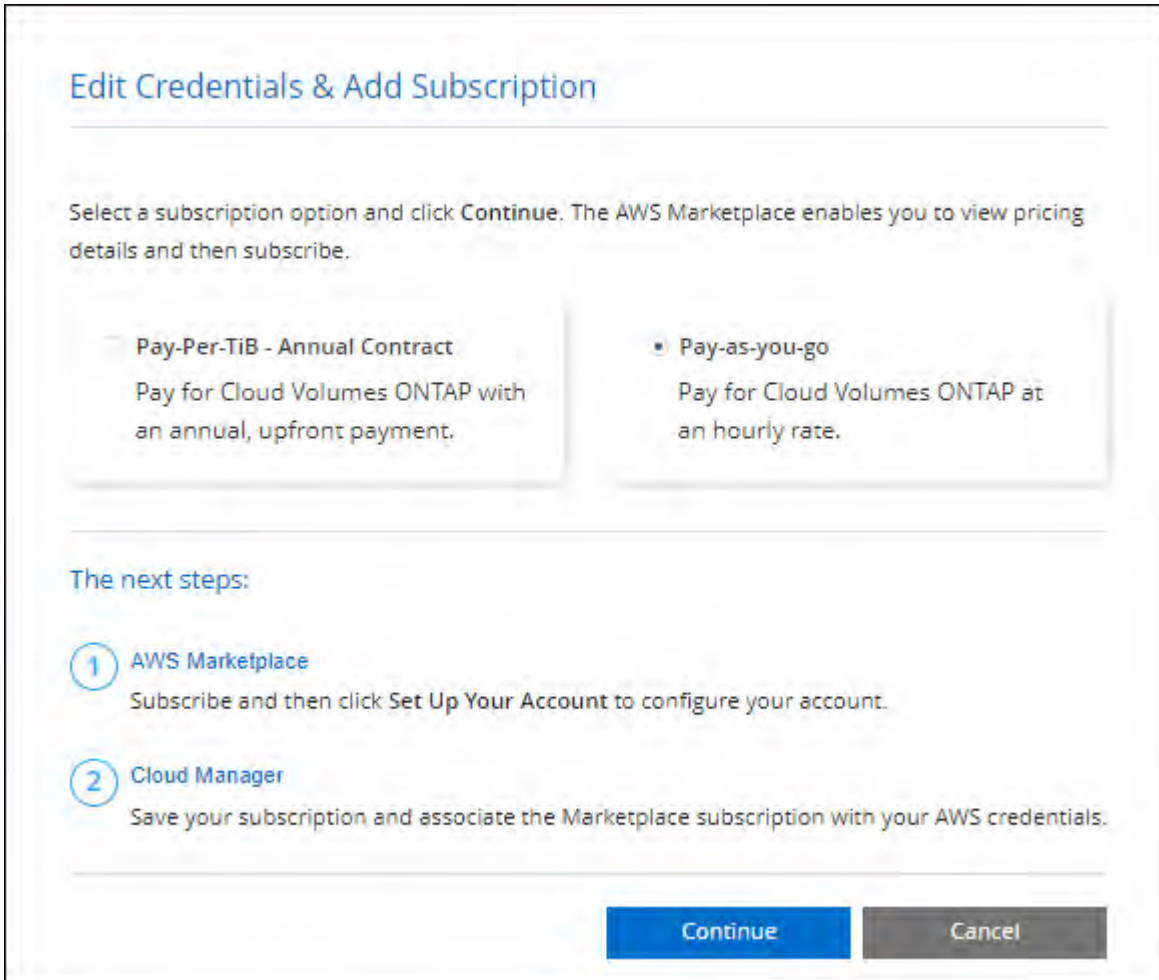 Edit Credentials & Add Subscription
Select a subscription option and click Continue. The AWS Marketplace enables you to view pricing
details and then subscribe.
Pay-Per-TiB - Annual Contract
Pay for Cloud Volumes ONTAP with
an annual, upfront payment.
Pay-as-you-go
Pay for Cloud Volumes ONTAP at
an hourly rate.
The next steps:
1 AWS Marketplace
Subscribe and then click Set Up Your Account to configure your account.
2 Cloud Manager
Save your subscription and associate the Marketplace subscription with your AWS credentials.
Continue Cancel